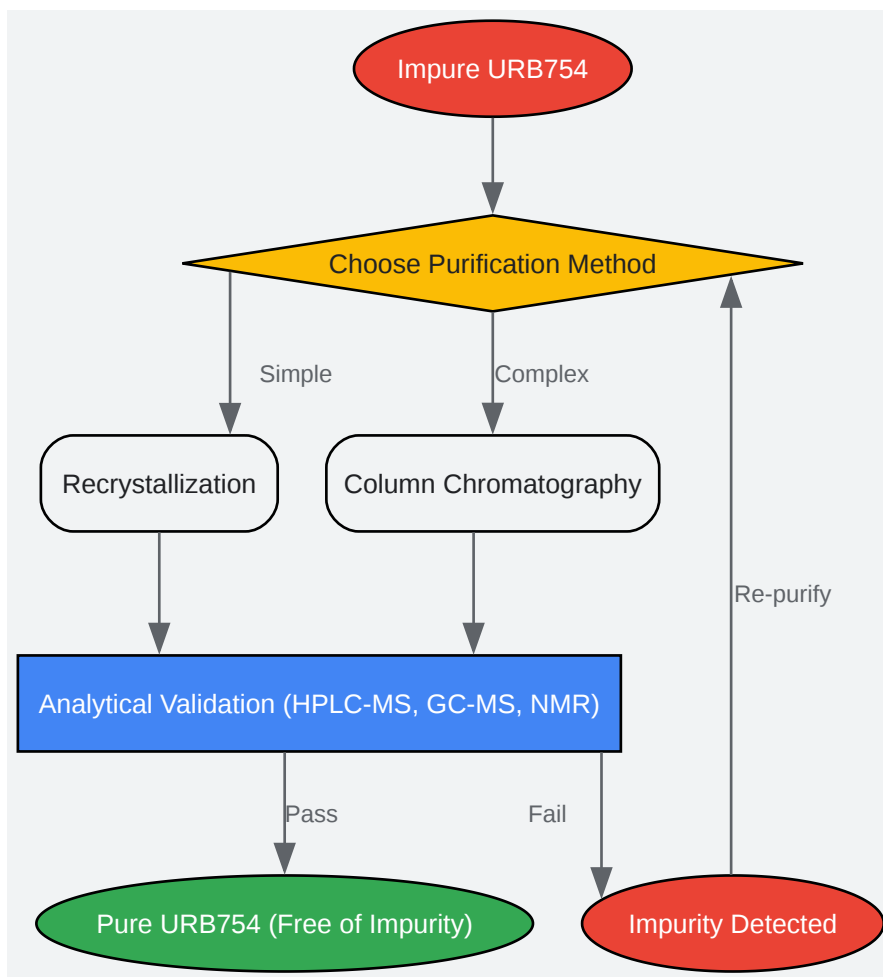 Impure URB754
Choose Purification Method
Simple
Complex
Recrystallization
Column Chromatography
Re-purify
Analytical Validation (HPLC-MS, GC-MS, NMR)
Pass
Fail
Pure URB754 (Free of Impurity)
Impurity Detected